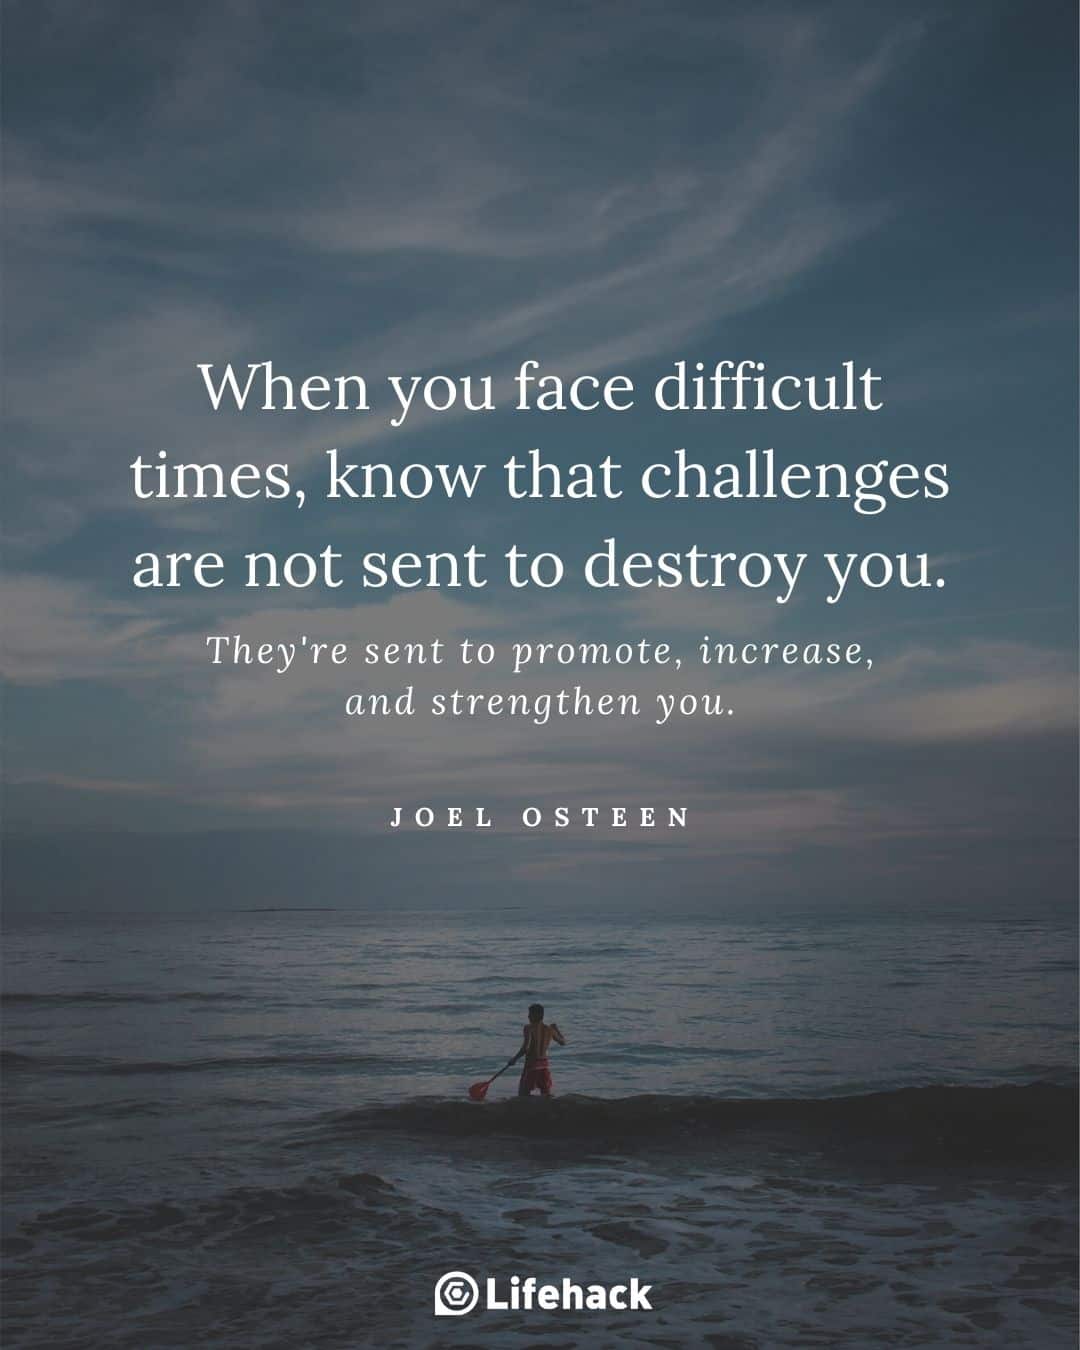 When you face difficult
times, know that challenges
are not sent to destroy you.
They're sent to promote, increase,
and strengthen you.
JOEL OSTEEN
Lifehack